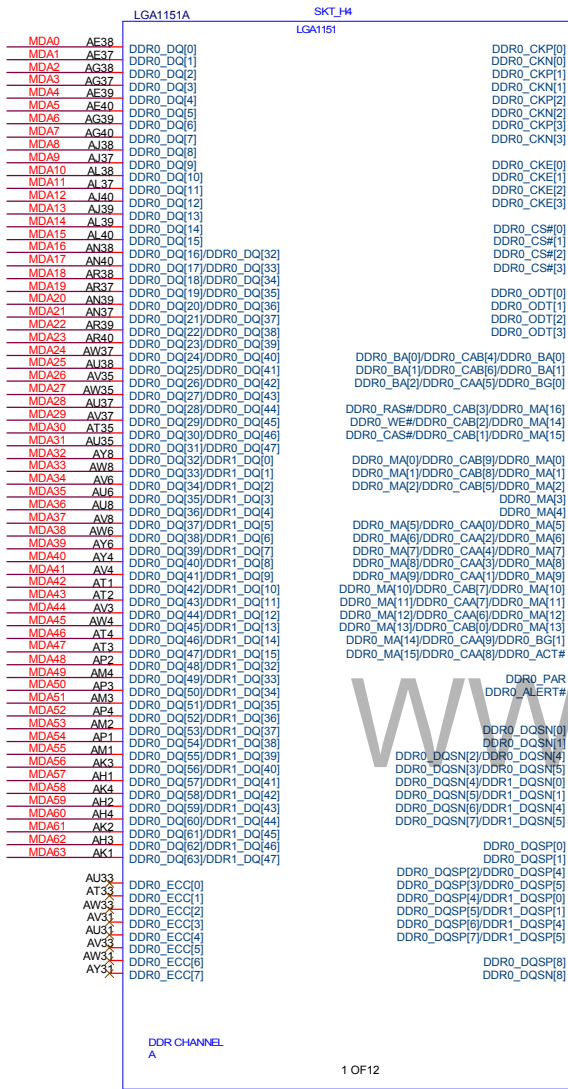 LGA1151A SKT_H4
LGA1151
MDA0 AE38 DDR0_DQ[0] DDR0_CKP[0]
MDA1 AE37 DDR0_DQ[1] DDR0_CKN[0]
MDA2 AG38 DDR0_DQ[2] DDR0_CKP[1]
MDA3 AG37 DDR0_DQ[3] DDR0_CKN[1]
MDA4 AE39 DDR0_DQ[4] DDR0_CKP[2]
MDA5 AE40 DDR0_DQ[5] DDR0_CKN[2]
MDA6 AG39 DDR0_DQ[6] DDR0_CKP[3]
MDA7 AG40 DDR0_DQ[7] DDR0_CKN[3]
MDA8 AJ38 DDR0_DQ[8]
MDA9 AJ37 DDR0_DQ[9] DDR0_CKE[0]
MDA10 AL38 DDR0_DQ[10] DDR0_CKE[1]
MDA11 AL37 DDR0_DQ[11] DDR0_CKE[2]
MDA12 AJ40 DDR0_DQ[12] DDR0_CKE[3]
MDA13 AJ39 DDR0_DQ[13]
MDA14 AL39 DDR0_DQ[14] DDR0_CS#[0]
MDA15 AL40 DDR0_DQ[15] DDR0_CS#[1]
MDA16 AN38 DDR0_DQ[16]/DDR0_DQ[32] DDR0_CS#[2]
MDA17 AN40 DDR0_DQ[17]/DDR0_DQ[33] DDR0_CS#[3]
MDA18 AR38 DDR0_DQ[18]/DDR0_DQ[34]
MDA19 AR37 DDR0_DQ[19]/DDR0_DQ[35] DDR0_ODT[0]
MDA20 AN39 DDR0_DQ[20]/DDR0_DQ[36] DDR0_ODT[1]
MDA21 AN37 DDR0_DQ[21]/DDR0_DQ[37] DDR0_ODT[2]
MDA22 AR39 DDR0_DQ[22]/DDR0_DQ[38] DDR0_ODT[3]
MDA23 AR40 DDR0_DQ[23]/DDR0_DQ[39]
MDA24 AW37 DDR0_DQ[24]/DDR0_DQ[40] DDR0_BA[0]/DDR0_CAB[4]/DDR0_BA[0]
MDA25 AU38 DDR0_DQ[25]/DDR0_DQ[41] DDR0_BA[1]/DDR0_CAB[6]/DDR0_BA[1]
MDA26 AV35 DDR0_DQ[26]/DDR0_DQ[42] DDR0_BA[2]/DDR0_CAA[5]/DDR0_BG[0]
MDA27 AW35 DDR0_DQ[27]/DDR0_DQ[43]
MDA28 AU37 DDR0_DQ[28]/DDR0_DQ[44] DDR0_RAS#/DDR0_CAB[3]/DDR0_MA[16]
MDA29 AV37 DDR0_DQ[29]/DDR0_DQ[45] DDR0_WE#/DDR0_CAB[2]/DDR0_MA[14]
MDA30 AT35 DDR0_DQ[30]/DDR0_DQ[46] DDR0_CAS#/DDR0_CAB[1]/DDR0_MA[15]
MDA31 AU35 DDR0_DQ[31]/DDR0_DQ[47]
MDA32 AY8 DDR0_DQ[32]/DDR1_DQ[0] DDR0_MA[0]/DDR0_CAB[9]/DDR0_MA[0]
MDA33 AW8 DDR0_DQ[33]/DDR1_DQ[1] DDR0_MA[1]/DDR0_CAB[8]/DDR0_MA[1]
MDA34 AV6 DDR0_DQ[34]/DDR1_DQ[2] DDR0_MA[2]/DDR0_CAB[5]/DDR0_MA[2]
MDA35 AU6 DDR0_DQ[35]/DDR1_DQ[3] DDR0_MA[3]
MDA36 AU8 DDR0_DQ[36]/DDR1_DQ[4] DDR0_MA[4]
MDA37 AV8 DDR0_DQ[37]/DDR1_DQ[5] DDR0_MA[5]/DDR0_CAA[0]/DDR0_MA[5]
MDA38 AW6 DDR0_DQ[38]/DDR1_DQ[6] DDR0_MA[6]/DDR0_CAA[2]/DDR0_MA[6]
MDA39 AY6 DDR0_DQ[39]/DDR1_DQ[7] DDR0_MA[7]/DDR0_CAA[4]/DDR0_MA[7]
MDA40 AY4 DDR0_DQ[40]/DDR1_DQ[8] DDR0_MA[8]/DDR0_CAA[3]/DDR0_MA[8]
MDA41 AV4 DDR0_DQ[41]/DDR1_DQ[9] DDR0_MA[9]/DDR0_CAA[1]/DDR0_MA[9]
MDA42 AT1 DDR0_DQ[42]/DDR1_DQ[10] DDR0_MA[10]/DDR0_CAB[7]/DDR0_MA[10]
MDA43 AT2 DDR0_DQ[43]/DDR1_DQ[11] DDR0_MA[11]/DDR0_CAA[7]/DDR0_MA[11]
MDA44 AV3 DDR0_DQ[44]/DDR1_DQ[12] DDR0_MA[12]/DDR0_CAA[6]/DDR0_MA[12]
MDA45 AW4 DDR0_DQ[45]/DDR1_DQ[13] DDR0_MA[13]/DDR0_CAB[0]/DDR0_MA[13]
MDA46 AT4 DDR0_DQ[46]/DDR1_DQ[14] DDR0_MA[14]/DDR0_CAA[9]/DDR0_BG[1]
MDA47 AT3 DDR0_DQ[47]/DDR1_DQ[15] DDR0_MA[15]/DDR0_CAA[8]/DDR0_ACT#
MDA48 AP2 DDR0_DQ[48]/DDR1_DQ[32]
MDA49 AM4 DDR0_DQ[49]/DDR1_DQ[33] DDR0_PAR
MDA50 AP3 DDR0_DQ[50]/DDR1_DQ[34] DDR0_ALERT#
MDA51 AM3 DDR0_DQ[51]/DDR1_DQ[35]
MDA52 AP4 DDR0_DQ[52]/DDR1_DQ[36]
MDA53 AM2 DDR0_DQ[53]/DDR1_DQ[37] DDR0_DQSN[0]
MDA54 AP1 DDR0_DQ[54]/DDR1_DQ[38] DDR0_DQSN[1]
MDA55 AM1 DDR0_DQ[55]/DDR1_DQ[39] DDR0_DQSN[2]/DDR0_DQSN[4]
MDA56 AK3 DDR0_DQ[56]/DDR1_DQ[40] DDR0_DQSN[3]/DDR0_DQSN[5]
MDA57 AH1 DDR0_DQ[57]/DDR1_DQ[41] DDR0_DQSN[4]/DDR1_DQSN[0]
MDA58 AK4 DDR0_DQ[58]/DDR1_DQ[42] DDR0_DQSN[5]/DDR1_DQSN[1]
MDA59 AH2 DDR0_DQ[59]/DDR1_DQ[43] DDR0_DQSN[6]/DDR1_DQSN[4]
MDA60 AH4 DDR0_DQ[60]/DDR1_DQ[44] DDR0_DQSN[7]/DDR1_DQSN[5]
MDA61 AK2 DDR0_DQ[61]/DDR1_DQ[45]
MDA62 AH3 DDR0_DQ[62]/DDR1_DQ[46] DDR0_DQSP[0]
MDA63 AK1 DDR0_DQ[63]/DDR1_DQ[47] DDR0_DQSP[1]
DDR0_DQSP[2]/DDR0_DQSP[4]
AU33 DDR0_ECC[0] DDR0_DQSP[3]/DDR0_DQSP[5]
AT33 DDR0_ECC[1] DDR0_DQSP[4]/DDR1_DQSP[0]
AW33 DDR0_ECC[2] DDR0_DQSP[5]/DDR1_DQSP[1]
AV31 DDR0_ECC[3] DDR0_DQSP[6]/DDR1_DQSP[4]
AU31 DDR0_ECC[4] DDR0_DQSP[7]/DDR1_DQSP[5]
AV33 DDR0_ECC[5]
AW31 DDR0_ECC[6] DDR0_DQSP[8]
AY31 DDR0_ECC[7] DDR0_DQSN[8]
DDR CHANNEL
A
1 OF12